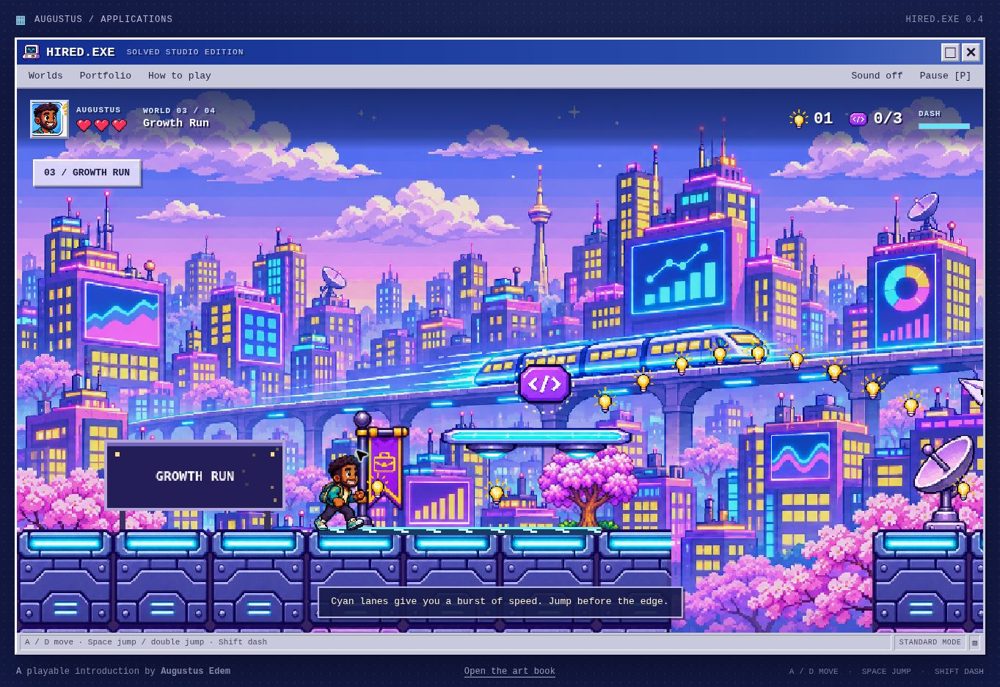 AUGUSTUS / APPLICATIONS
HIRED.EXE 0.4
HIRED.EXE SOLVED STUDIO EDITION
Worlds Portfolio How to play
Sound off Pause [P]
AUGUSTUS
WORLD 03 / 04
Growth Run
01
</> 0/3
DASH
03 / GROWTH RUN
</>
GROWTH RUN
Cyan lanes give you a burst of speed. Jump before the edge.
A / D move · Space jump / double jump · Shift dash
STANDARD MODE
A playable introduction by Augustus Edem
Open the art book
A / D MOVE · SPACE JUMP · SHIFT DASH